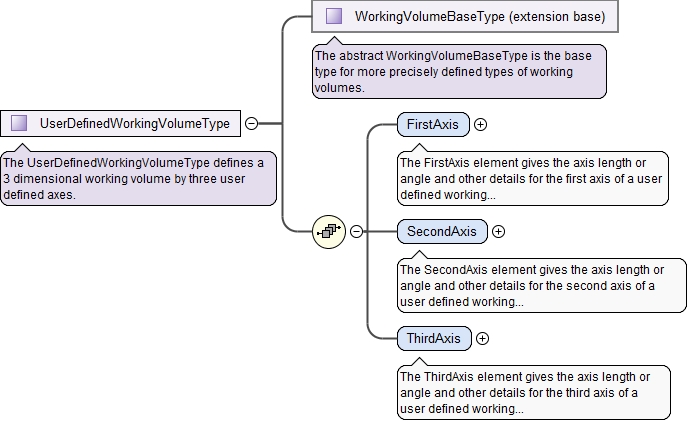 WorkingVolumeBaseType (extension base)
The abstract WorkingVolumeBaseType is the base
type for more precisely defined types of working
volumes.
UserDefinedWorkingVolumeType
The UserDefinedWorkingVolumeType defines a
3 dimensional working volume by three user
defined axes.
FirstAxis
The FirstAxis element gives the axis length or
angle and other details for the first axis of a user
defined working...
SecondAxis
The SecondAxis element gives the axis length or
angle and other details for the second axis of a
user defined working...
ThirdAxis
The ThirdAxis element gives the axis length or
angle and other details for the third axis of a
user defined working...